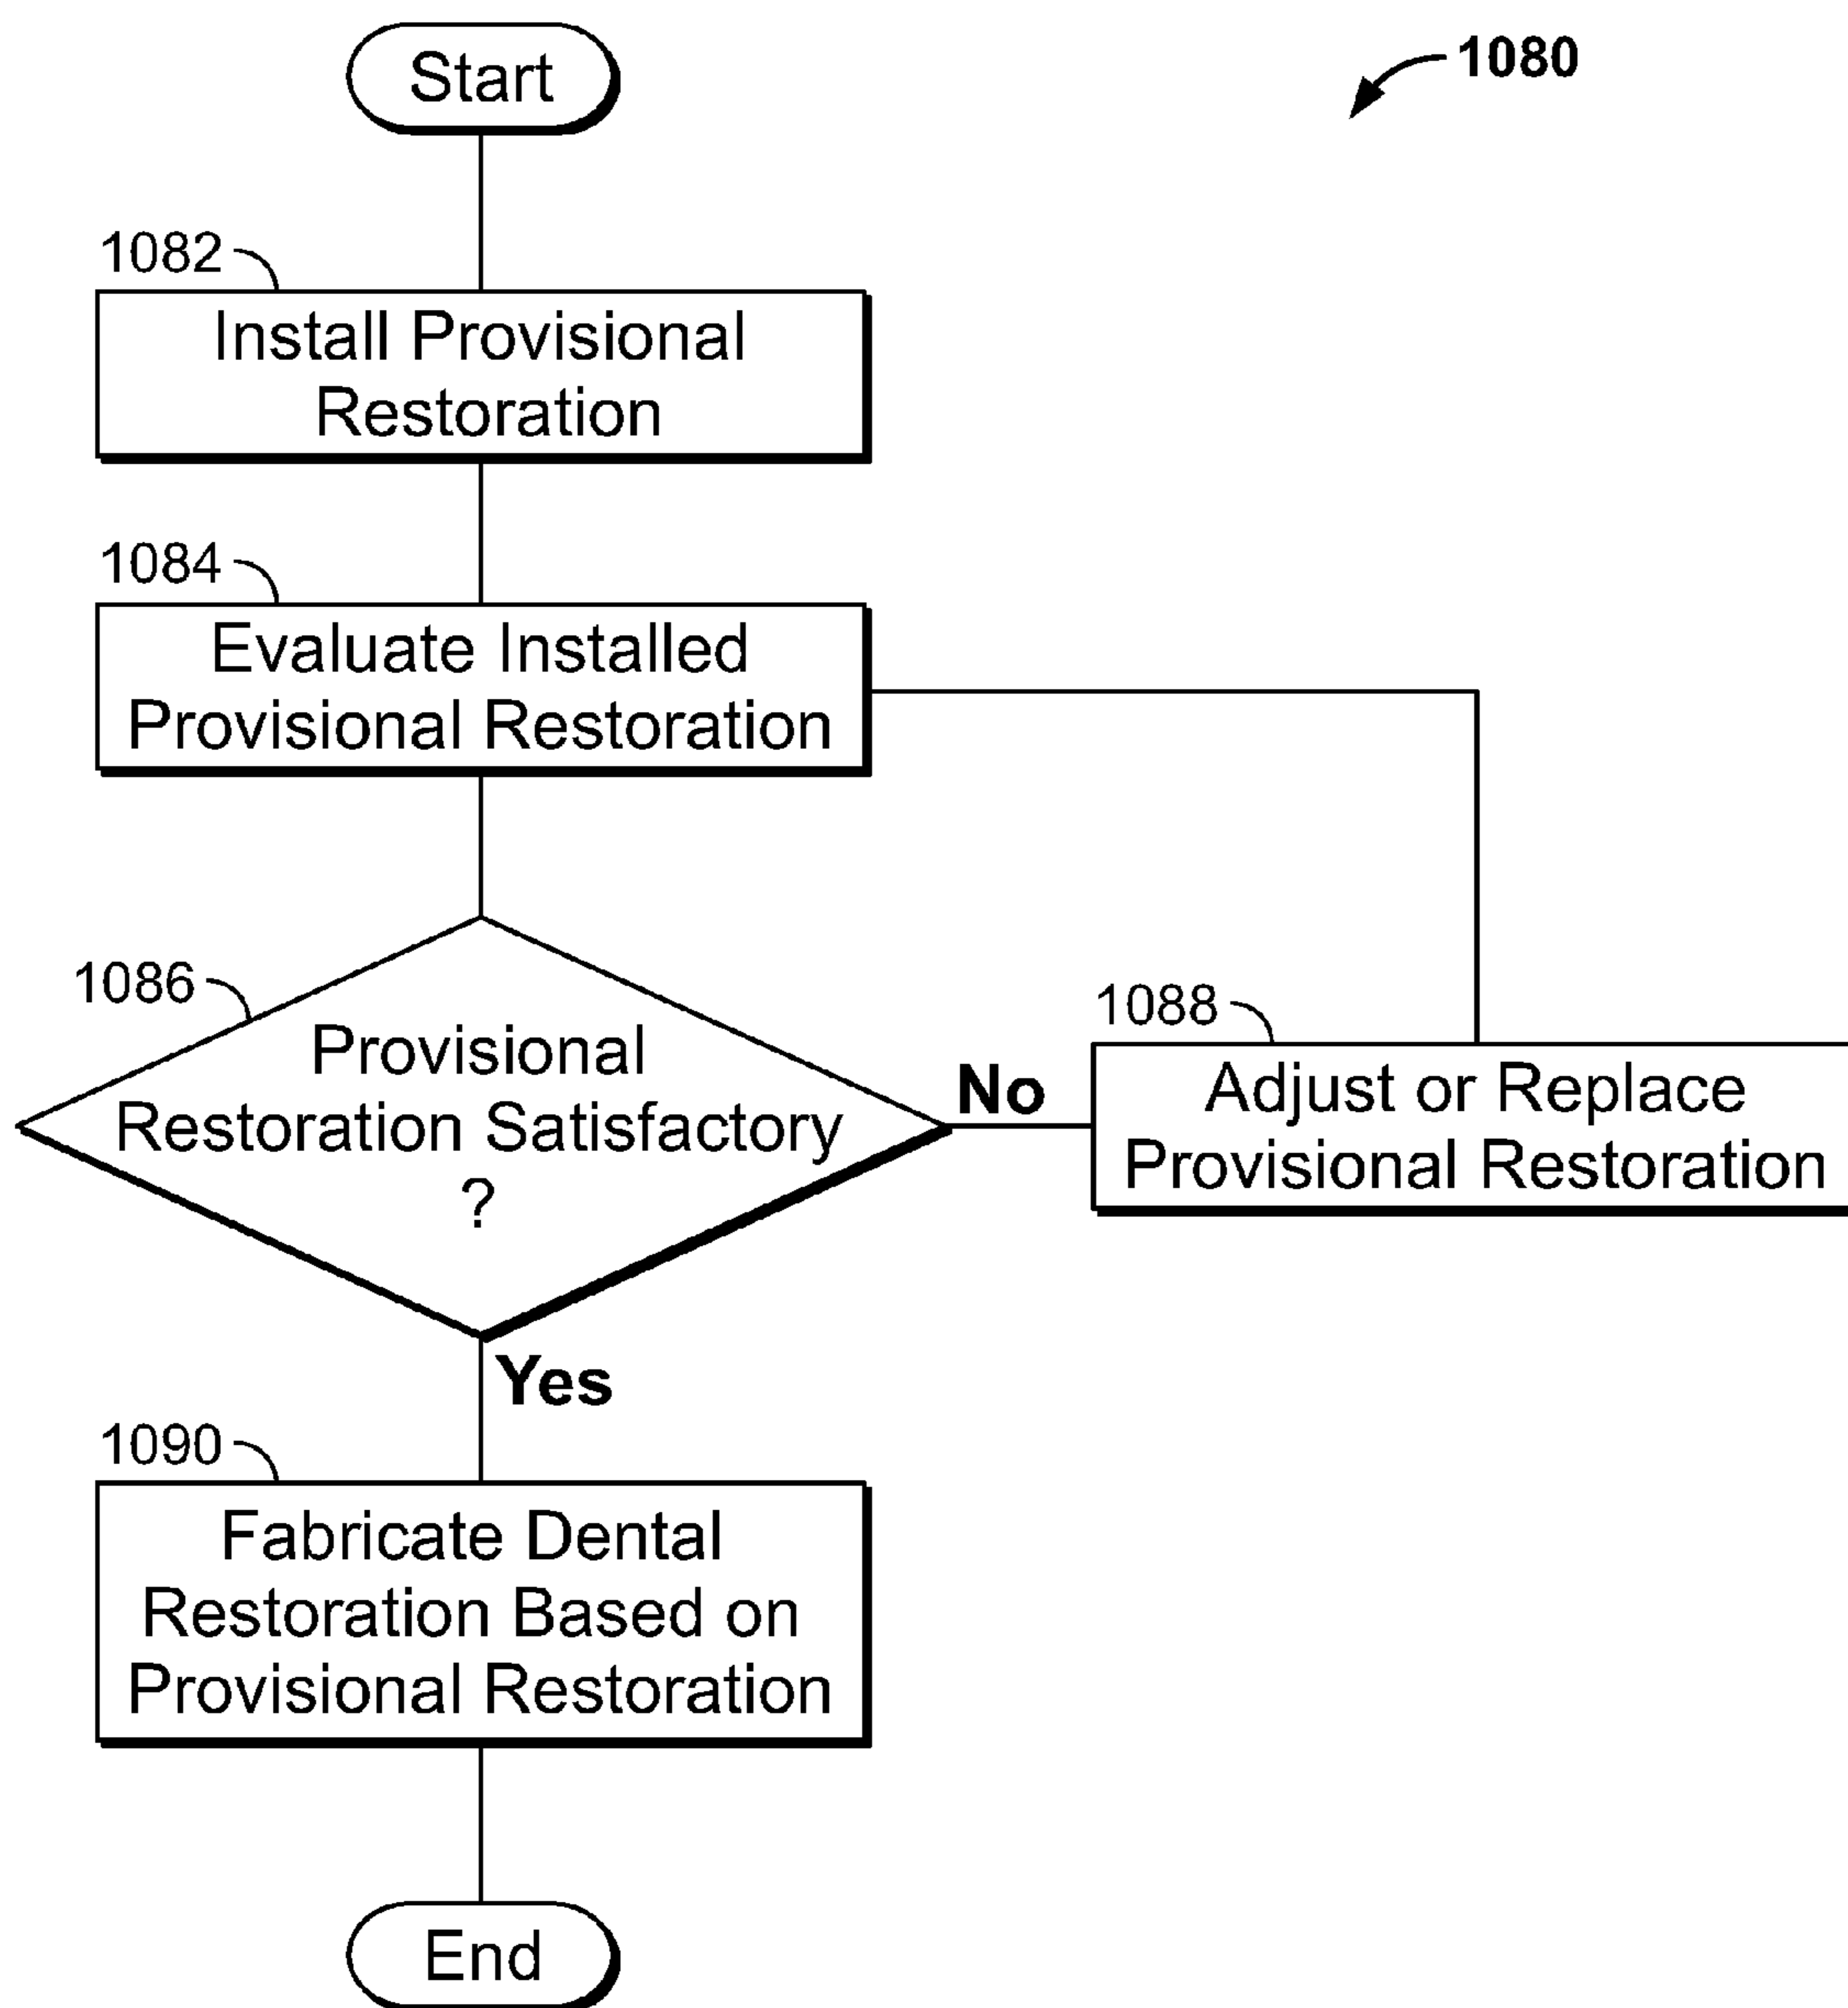 Start
1080
1082
Install Provisional
Restoration
1084
Evaluate Installed
Provisional Restoration
1086
Provisional
Restoration Satisfactory
?
No
1088
Adjust or Replace
Provisional Restoration
Yes
1090
Fabricate Dental
Restoration Based on
Provisional Restoration
End